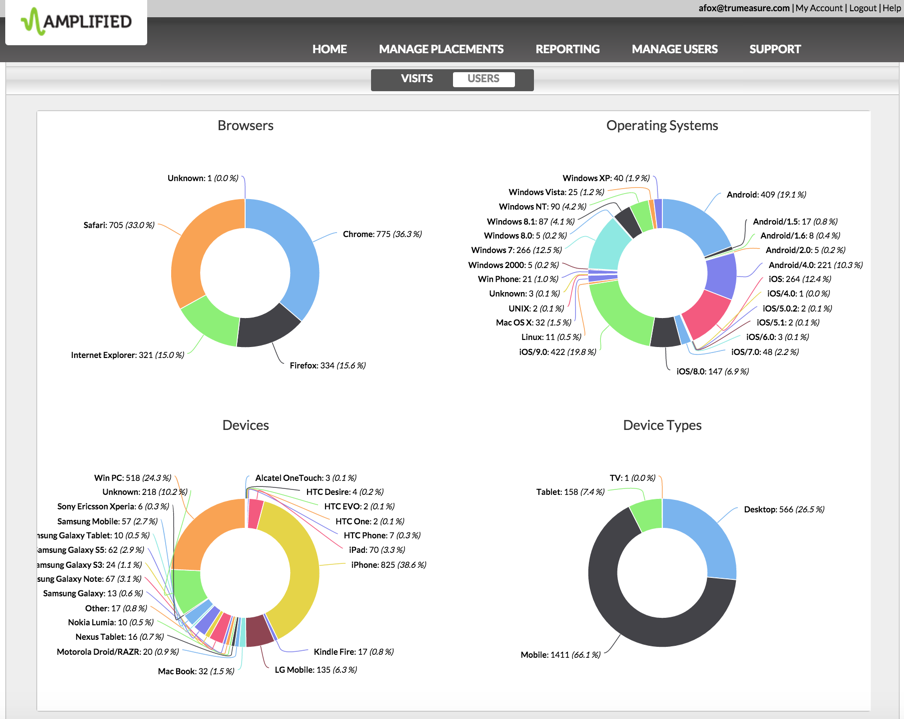 afox@trumeasure.com | My Account | Logout | Help
AMPLIFIED
HOME MANAGE PLACEMENTS REPORTING MANAGE USERS SUPPORT
VISITS USERS
Browsers
Unknown: 1 (0.0 %)
Safari: 705 (33.0 %)
Chrome: 775 (36.3 %)
Internet Explorer: 321 (15.0 %)
Firefox: 334 (15.6 %)
Operating Systems
Windows XP: 40 (1.9 %)
Windows Vista: 25 (1.2 %)
Windows NT: 90 (4.2 %)
Windows 8.1: 87 (4.1 %)
Windows 8.0: 5 (0.2 %)
Windows 7: 266 (12.5 %)
Windows 2000: 5 (0.2 %)
Win Phone: 21 (1.0 %)
Unknown: 3 (0.1 %)
UNIX: 2 (0.1 %)
Mac OS X: 32 (1.5 %)
Linux: 11 (0.5 %)
iOS/9.0: 422 (19.8 %)
Android: 409 (19.1 %)
Android/1.5: 17 (0.8 %)
Android/1.6: 8 (0.4 %)
Android/2.0: 5 (0.2 %)
Android/4.0: 221 (10.3 %)
iOS: 264 (12.4 %)
iOS/4.0: 1 (0.0 %)
iOS/5.0.2: 2 (0.1 %)
iOS/5.1: 2 (0.1 %)
iOS/6.0: 3 (0.1 %)
iOS/7.0: 48 (2.2 %)
iOS/8.0: 147 (6.9 %)
Devices
Win PC: 518 (24.3 %)
Unknown: 218 (10.2 %)
Sony Ericsson Xperia: 6 (0.3 %)
Samsung Mobile: 57 (2.7 %)
nsung Galaxy Tablet: 10 (0.5 %)
amsung Galaxy S5: 62 (2.9 %)
amsung Galaxy S3: 24 (1.1 %)
sung Galaxy Note: 67 (3.1 %)
Samsung Galaxy: 13 (0.6 %)
Other: 17 (0.8 %)
Nokia Lumia: 10 (0.5 %)
Nexus Tablet: 16 (0.7 %)
Motorola Droid/RAZR: 20 (0.9 %)
Mac Book: 32 (1.5 %)
Alcatel OneTouch: 3 (0.1 %)
HTC Desire: 4 (0.2 %)
HTC EVO: 2 (0.1 %)
HTC One: 2 (0.1 %)
HTC Phone: 7 (0.3 %)
iPad: 70 (3.3 %)
iPhone: 825 (38.6 %)
Kindle Fire: 17 (0.8 %)
LG Mobile: 135 (6.3 %)
Device Types
TV: 1 (0.0 %)
Tablet: 158 (7.4 %)
Desktop: 566 (26.5 %)
Mobile: 1411 (66.1 %)